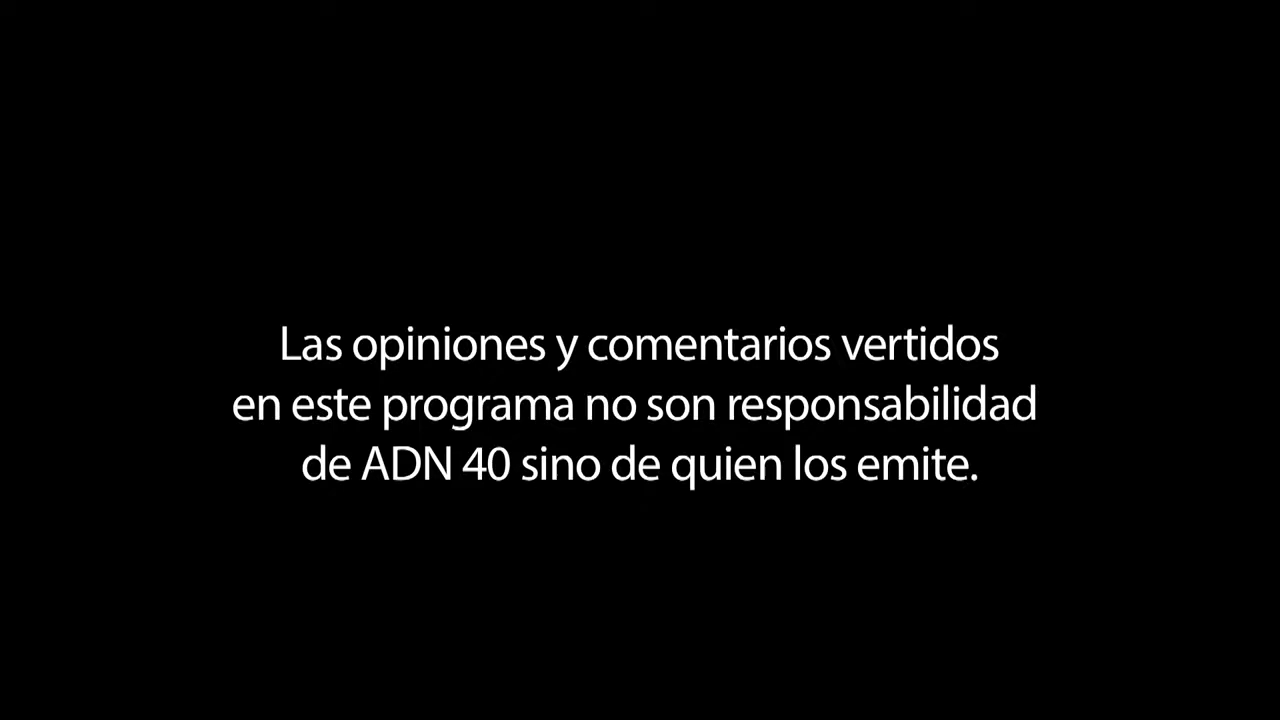 Las opiniones y comentarios vertidos
en este programa no son responsabilidad
de ADN 40 sino de quien los emite.